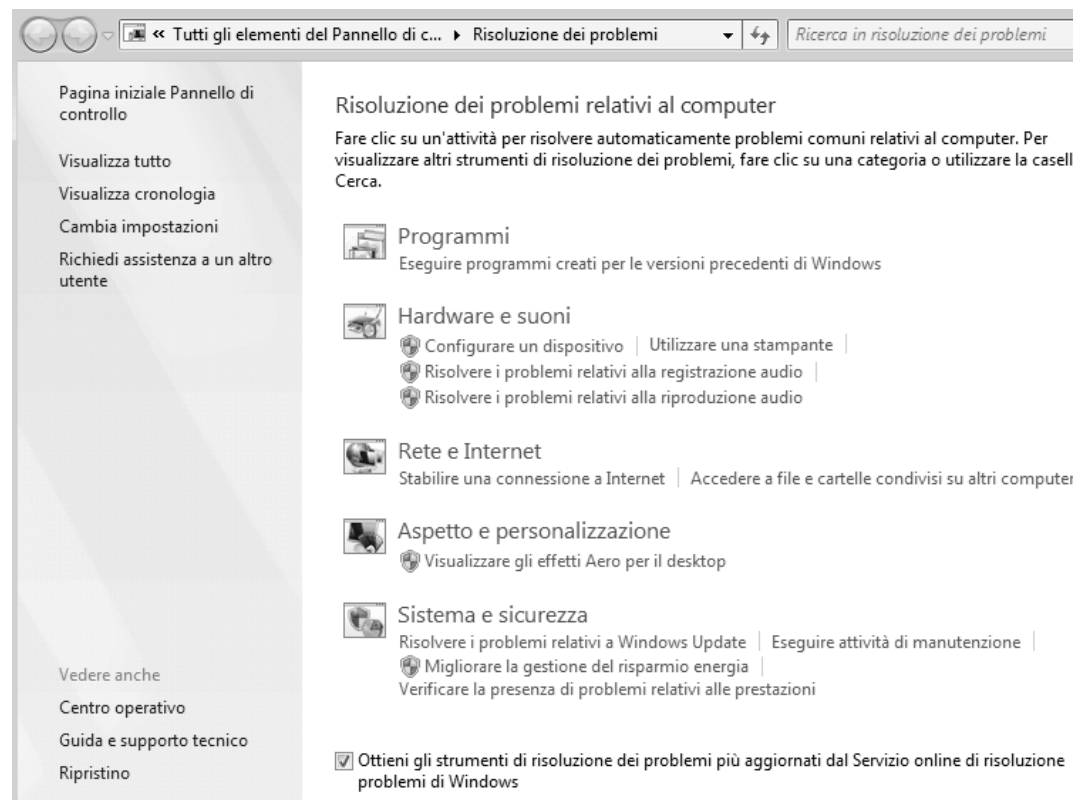 « Tutti gli elementi del Pannello di c... Risoluzione dei problemi Ricerca in risoluzione dei problemi
Pagina iniziale Pannello di
controllo
Visualizza tutto
Visualizza cronologia
Cambia impostazioni
Richiedi assistenza a un altro
utente
Vedere anche
Centro operativo
Guida e supporto tecnico
Ripristino
Risoluzione dei problemi relativi al computer
Fare clic su un'attività per risolvere automaticamente problemi comuni relativi al computer. Per
visualizzare altri strumenti di risoluzione dei problemi, fare clic su una categoria o utilizzare la casell
Cerca.
Programmi
Eseguire programmi creati per le versioni precedenti di Windows
Hardware e suoni
Configurare un dispositivo Utilizzare una stampante
Risolvere i problemi relativi alla registrazione audio
Risolvere i problemi relativi alla riproduzione audio
Rete e Internet
Stabilire una connessione a Internet Accedere a file e cartelle condivisi su altri computer
Aspetto e personalizzazione
Visualizzare gli effetti Aero per il desktop
Sistema e sicurezza
Risolvere i problemi relativi a Windows Update Eseguire attività di manutenzione
Migliorare la gestione del risparmio energia
Verificare la presenza di problemi relativi alle prestazioni
Ottieni gli strumenti di risoluzione dei problemi più aggiornati dal Servizio online di risoluzione
problemi di Windows